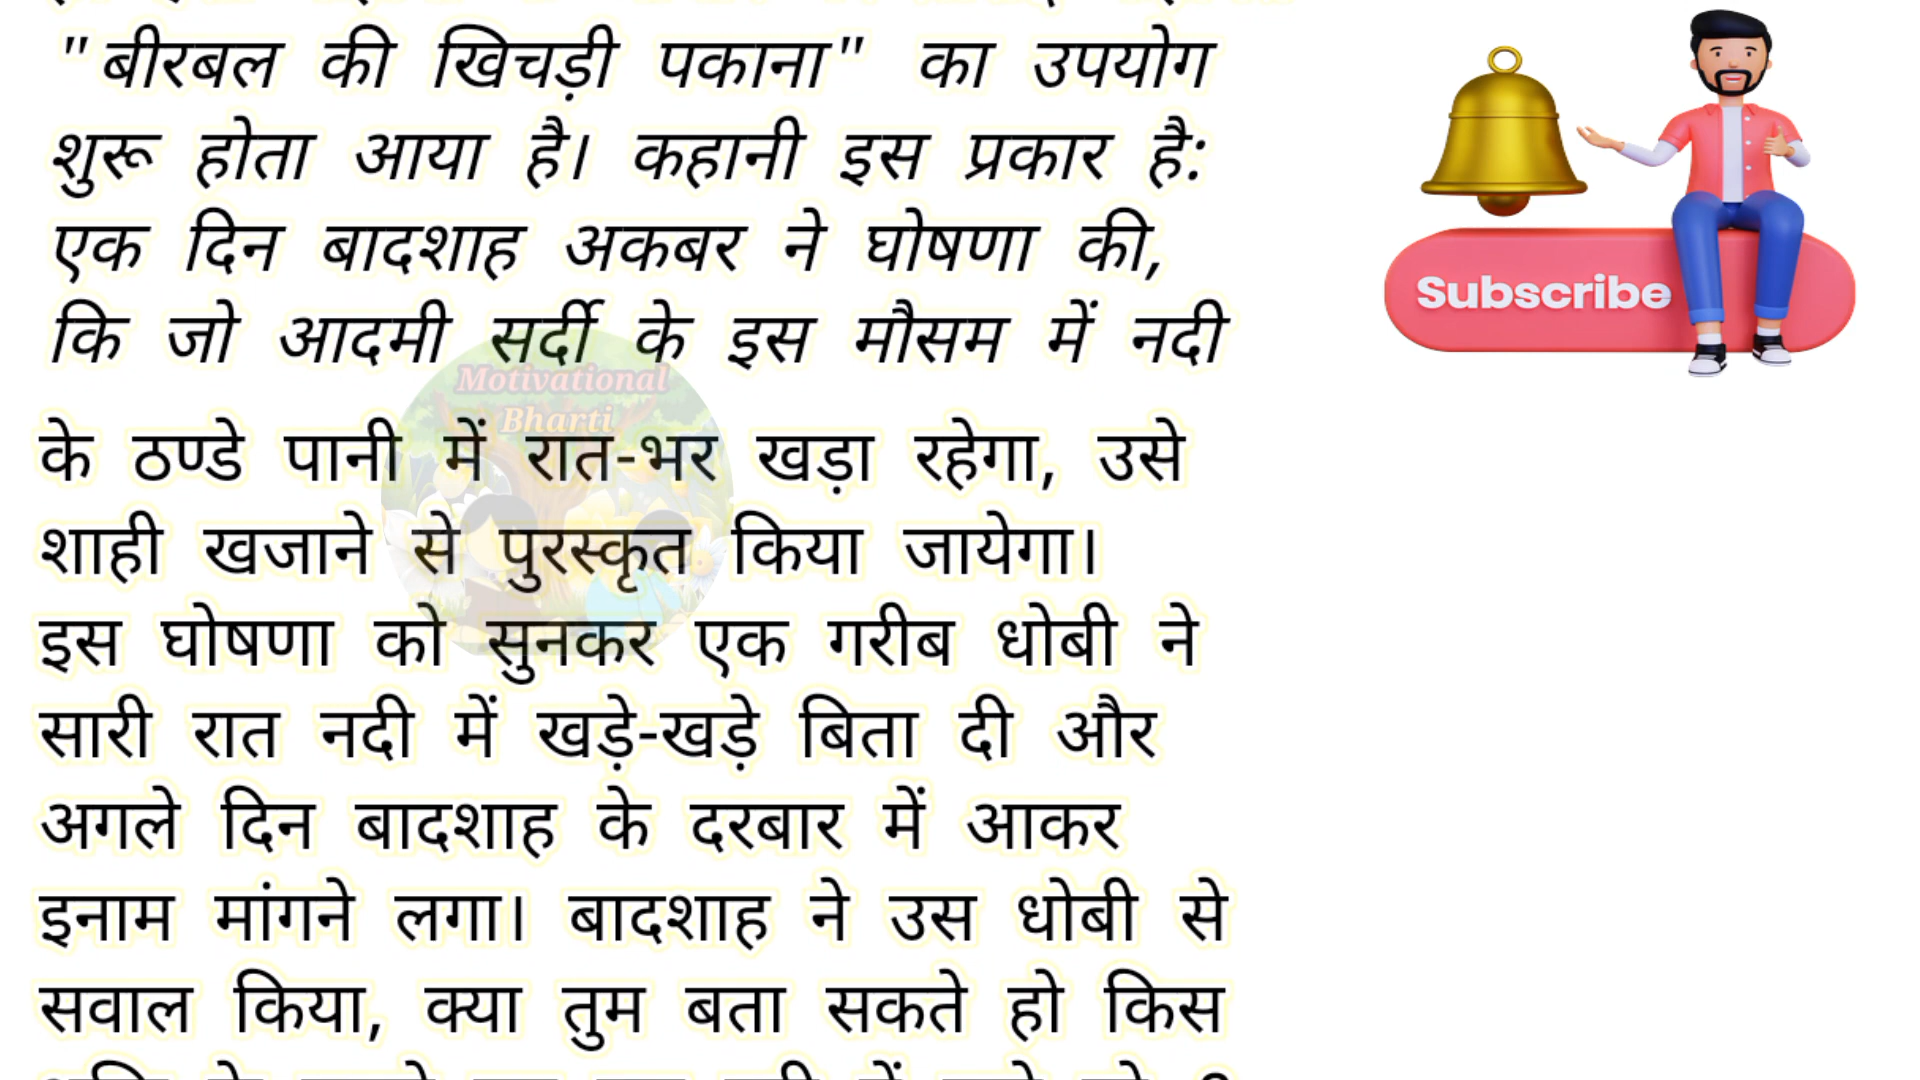 "बीरबल की खिचड़ी पकाना" का उपयोग
शुरू होता आया है। कहानी इस प्रकार है:
एक दिन बादशाह अकबर ने घोषणा की,
कि जो आदमी सर्दी के इस मौसम में नदी
के ठण्डे पानी में रात-भर खड़ा रहेगा, उसे
शाही खजाने से पुरस्कृत किया जायेगा।
इस घोषणा को सुनकर एक गरीब धोबी ने
सारी रात नदी में खड़े-खड़े बिता दी और
अगले दिन बादशाह के दरबार में आकर
इनाम मांगने लगा। बादशाह ने उस धोबी से
सवाल किया, क्या तुम बता सकते हो किस
Motivational
Bharti
Subscribe